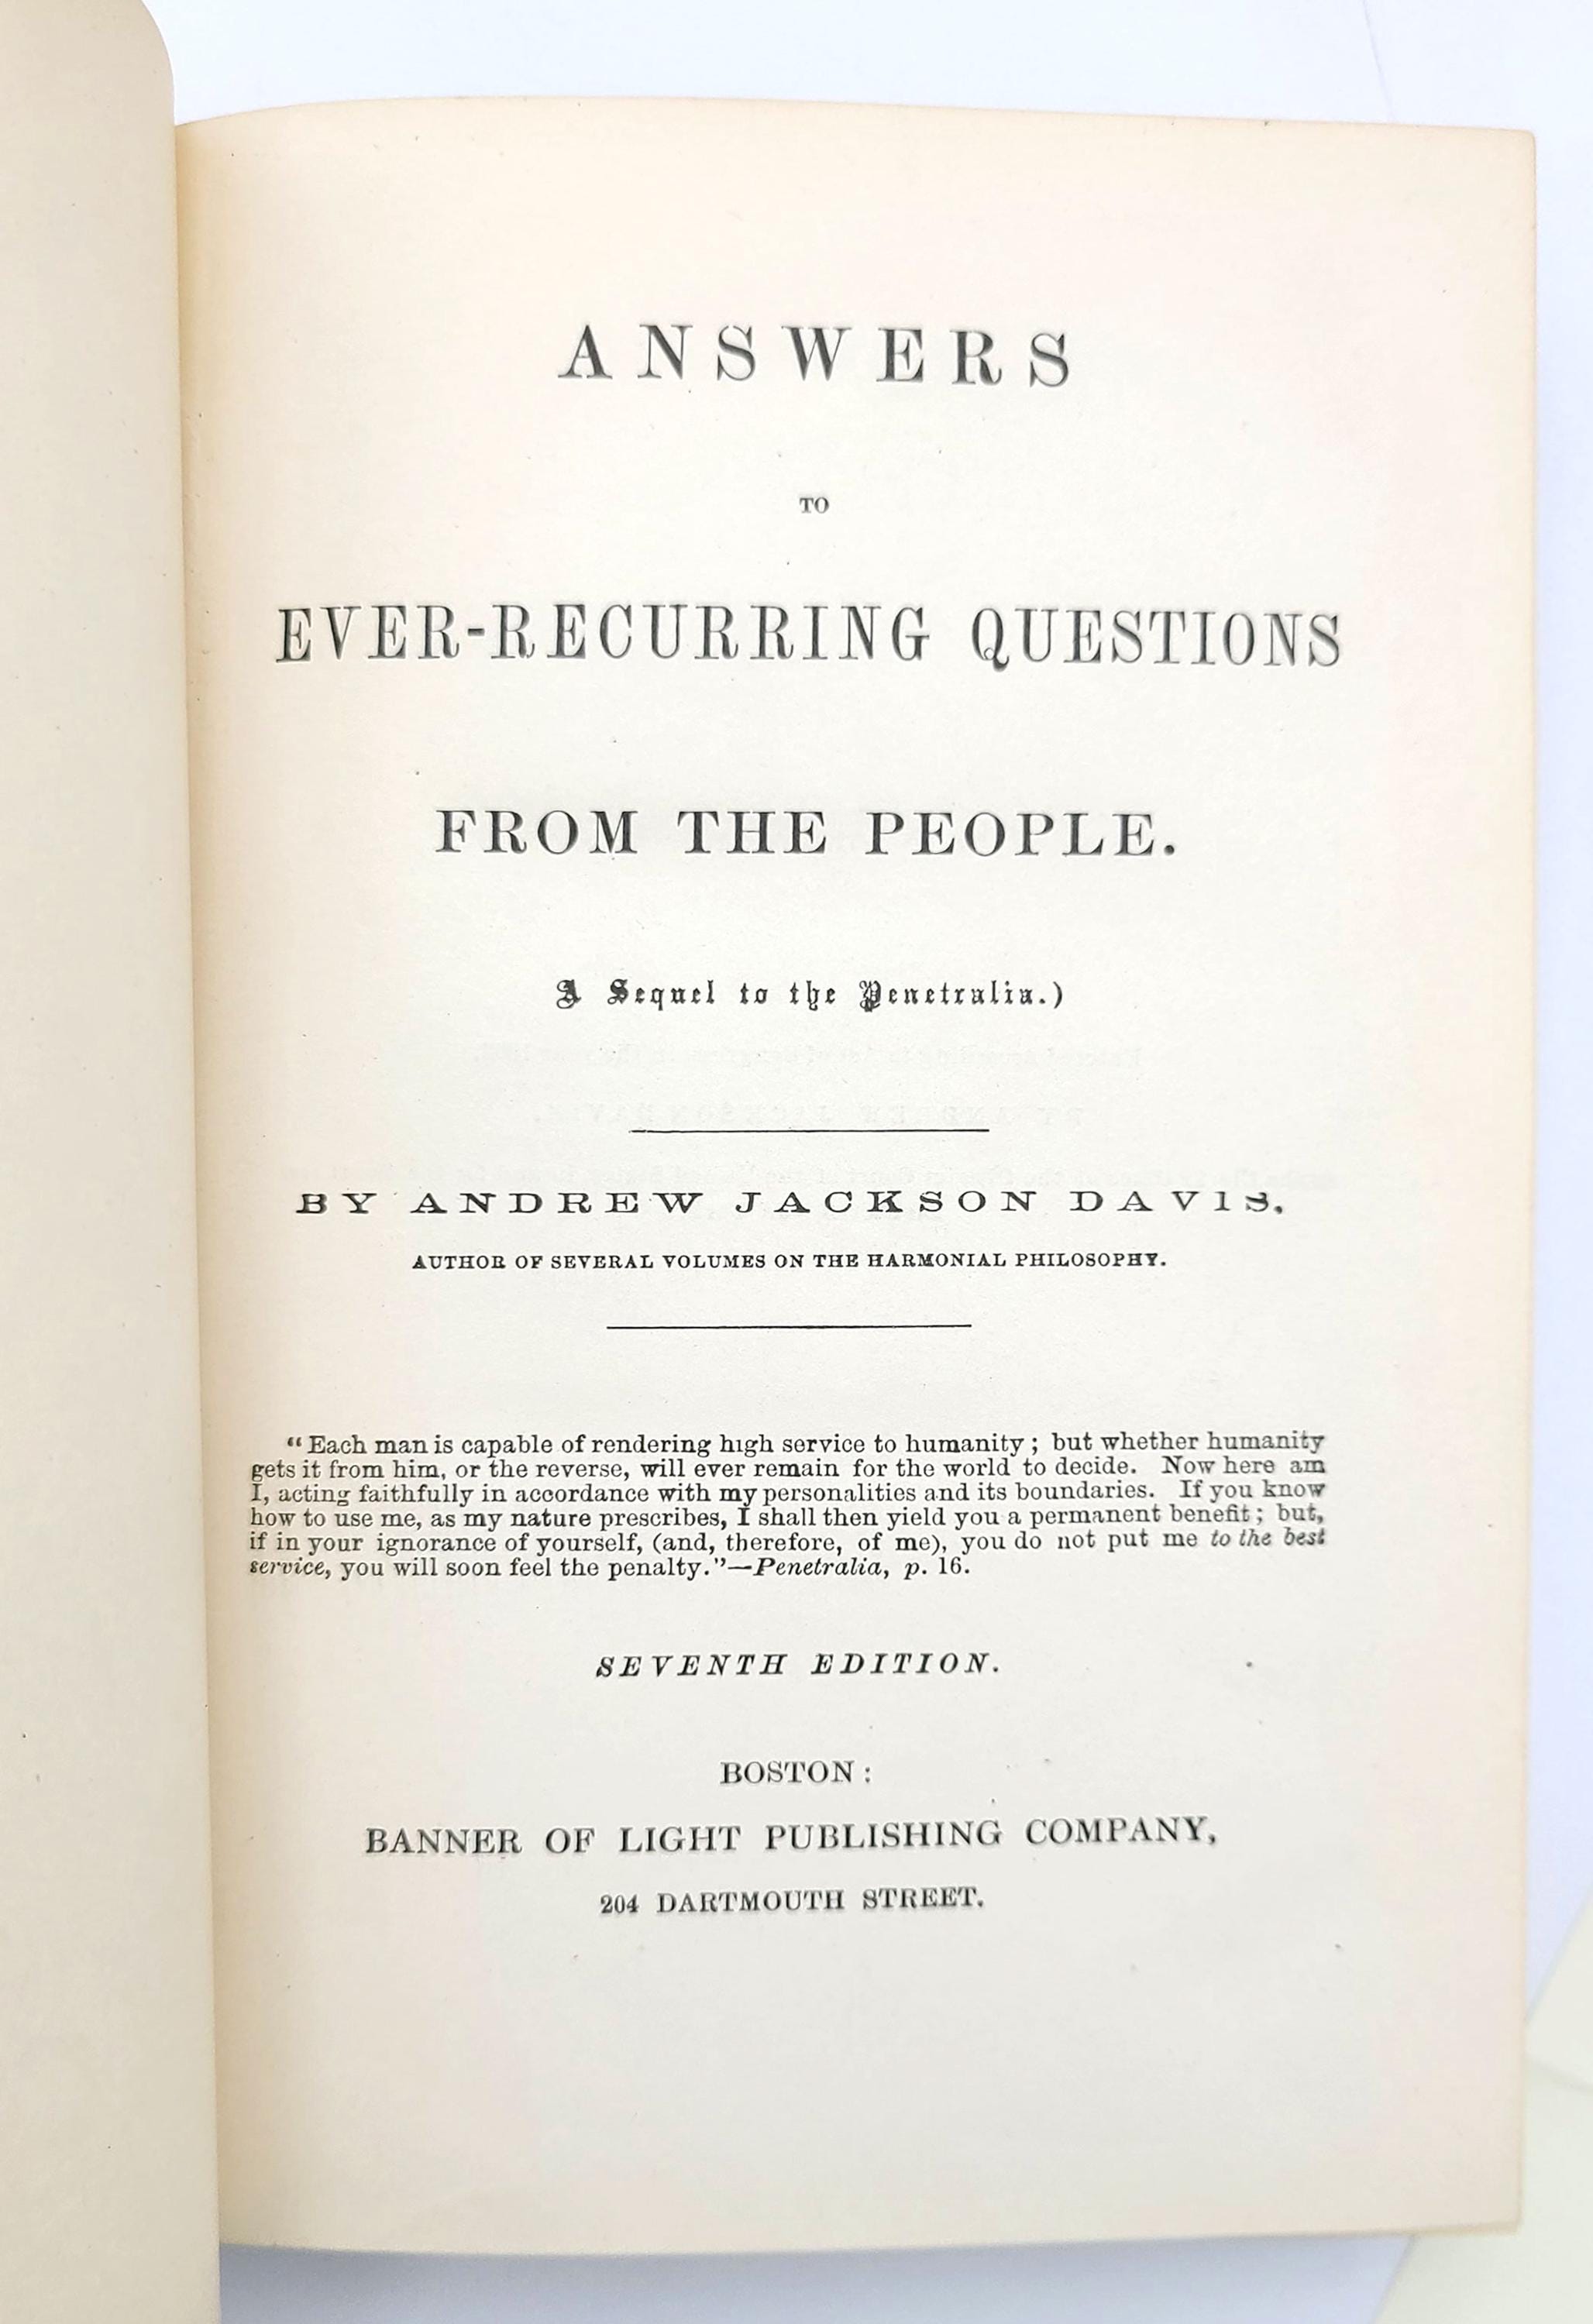 ANSWERS
TO
EVER-RECURRING QUESTIONS
FROM THE PEOPLE.
A Sequel to the Penetralia.)
BY ANDREW JACKSON DAVIS.
AUTHOR OF SEVERAL VOLUMES ON THE HARMONIAL PHILOSOPHY.
“Each man is capable of rendering high service to humanity; but whether humanity
gets it from him, or the reverse, will ever remain for the world to decide. Now here am
I, acting faithfully in accordance with my personalities and its boundaries. If you know
how to use me, as my nature prescribes, I shall then yield you a permanent benefit; but,
if in your ignorance of yourself, (and, therefore, of me), you do not put me to the best
service, you will soon feel the penalty.”—Penetralia, p. 16.
SEVENTH EDITION.
BOSTON:
BANNER OF LIGHT PUBLISHING COMPANY,
204 DARTMOUTH STREET.